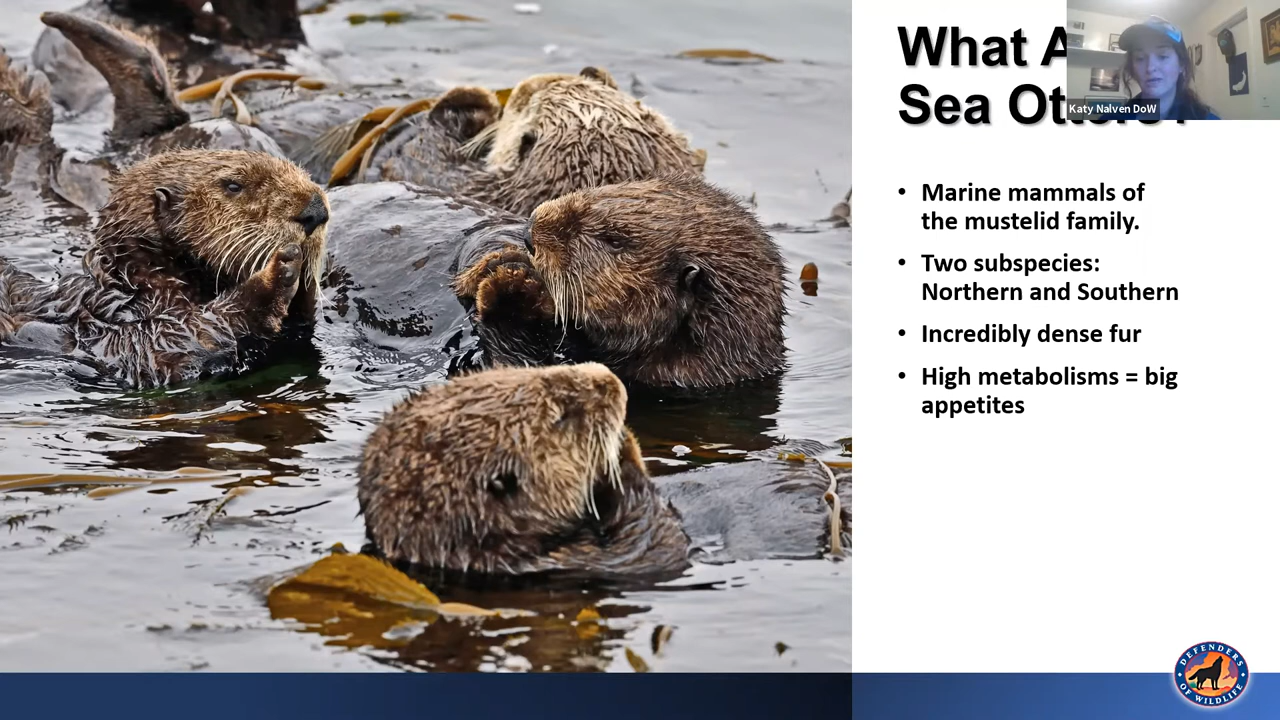 What A
Sea Ot
Katy Nalven DoW
• Marine mammals of
the mustelid family.
• Two subspecies:
Northern and Southern
• Incredibly dense fur
• High metabolisms = big
appetites
DEFENDERS
OF WILDLIFE